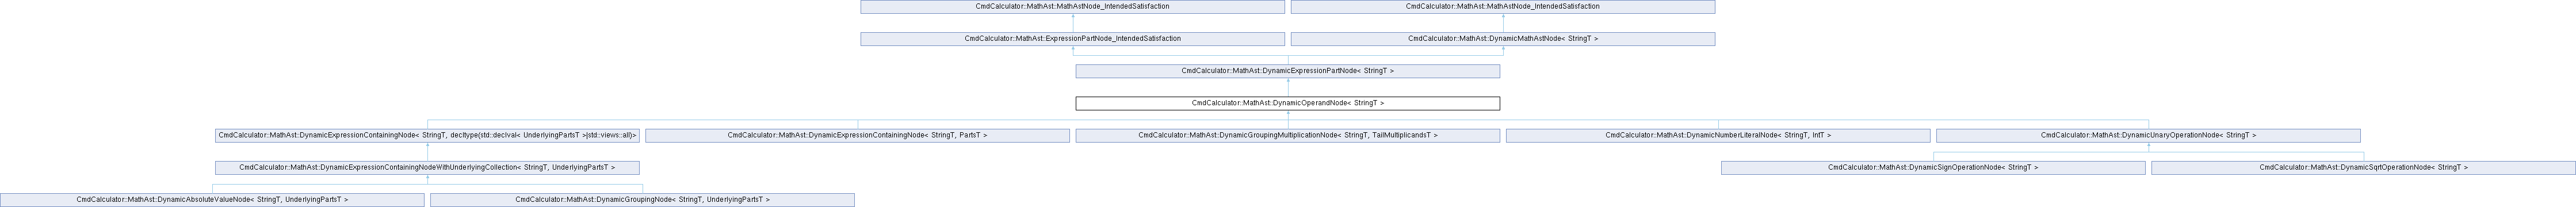 CmdCalculator::MathAst::MathAstNode_IntendedSatisfaction
CmdCalculator::MathAst::MathAstNode_IntendedSatisfaction
CmdCalculator::MathAst::ExpressionPartNode_IntendedSatisfaction
CmdCalculator::MathAst::DynamicMathAstNode< StringT >
CmdCalculator::MathAst::DynamicExpressionPartNode< StringT >
CmdCalculator::MathAst::DynamicOperandNode< StringT >
CmdCalculator::MathAst::DynamicExpressionContainingNode< StringT, decltype(std::declval< UnderlyingPartsT >|std::views::all)>
CmdCalculator::MathAst::DynamicExpressionContainingNode< StringT, PartsT >
CmdCalculator::MathAst::DynamicGroupingMultiplicationNode< StringT, TailMultiplicandsT >
CmdCalculator::MathAst::DynamicNumberLiteralNode< StringT, IntT >
CmdCalculator::MathAst::DynamicUnaryOperationNode< StringT >
CmdCalculator::MathAst::DynamicExpressionContainingNodeWithUnderlyingCollection< StringT, UnderlyingPartsT >
CmdCalculator::MathAst::DynamicSignOperationNode< StringT >
CmdCalculator::MathAst::DynamicSqrtOperationNode< StringT >
CmdCalculator::MathAst::DynamicAbsoluteValueNode< StringT, UnderlyingPartsT >
CmdCalculator::MathAst::DynamicGroupingNode< StringT, UnderlyingPartsT >